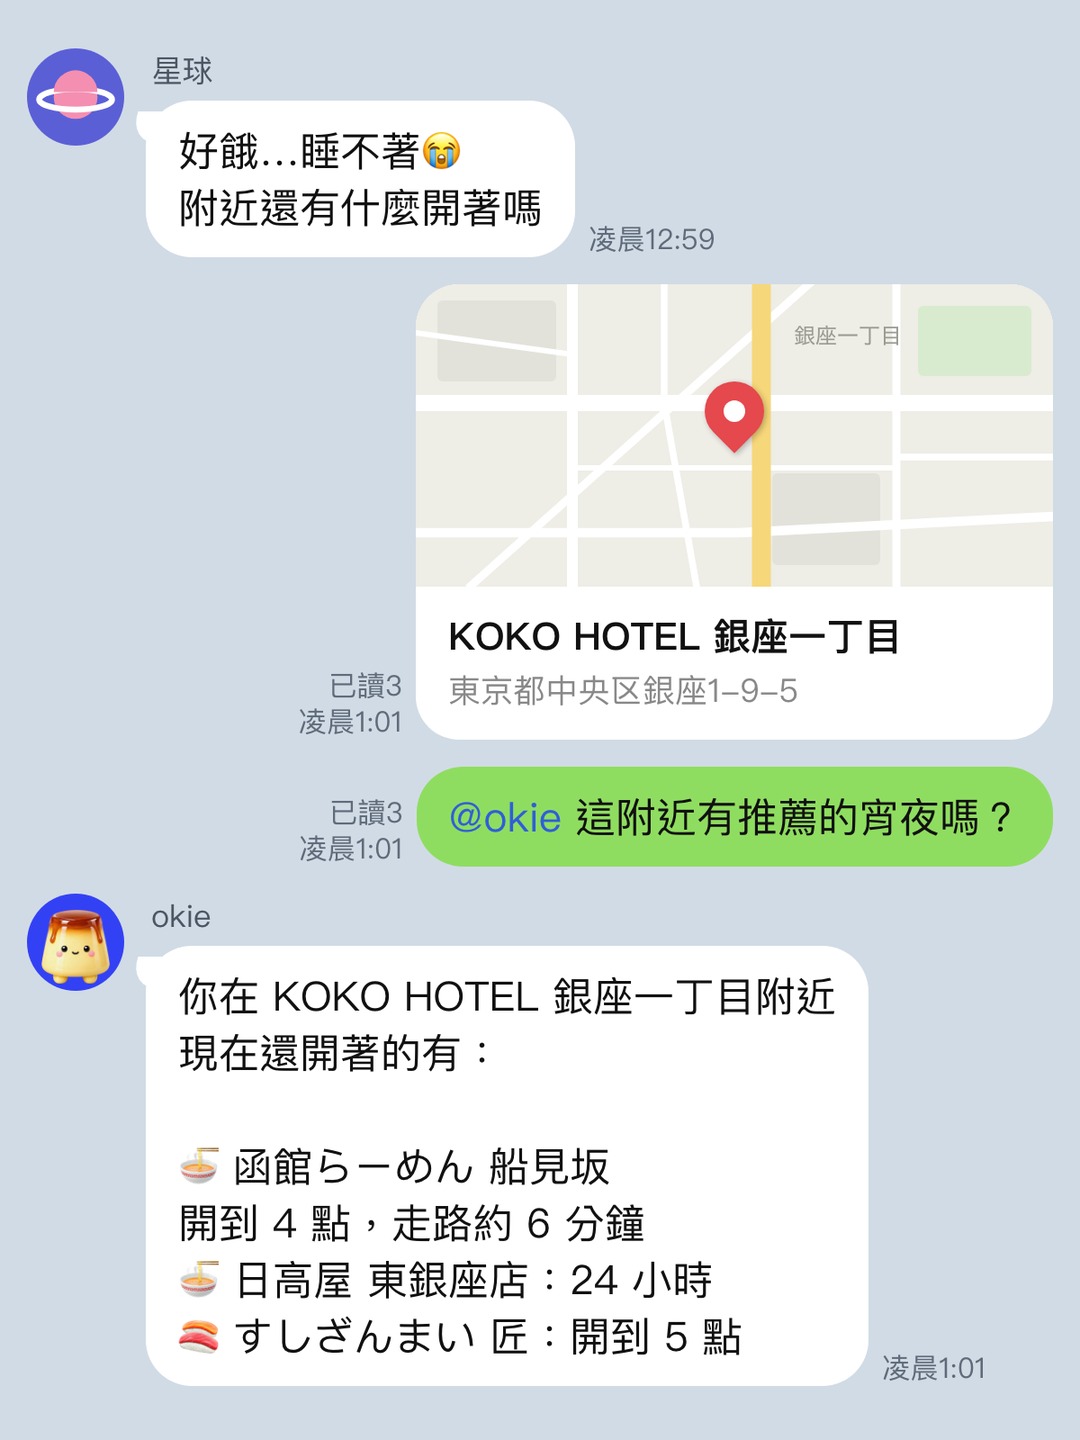 星球
好餓...睡不著😭
附近還有什麼開著嗎
凌晨12:59
銀座一丁目
KOKO HOTEL 銀座一丁目
東京都中央区銀座1-9-5
已讀3
凌晨1:01
@okie 這附近有推薦的宵夜嗎？
已讀3
凌晨1:01
okie
你在 KOKO HOTEL 銀座一丁目附近
現在還開著的有：
🍜 函館らーめん 船見坂
開到 4 點，走路約 6 分鐘
🍜 日高屋 東銀座店：24 小時
🍣 すしざんまい 匠：開到 5 點
凌晨1:01